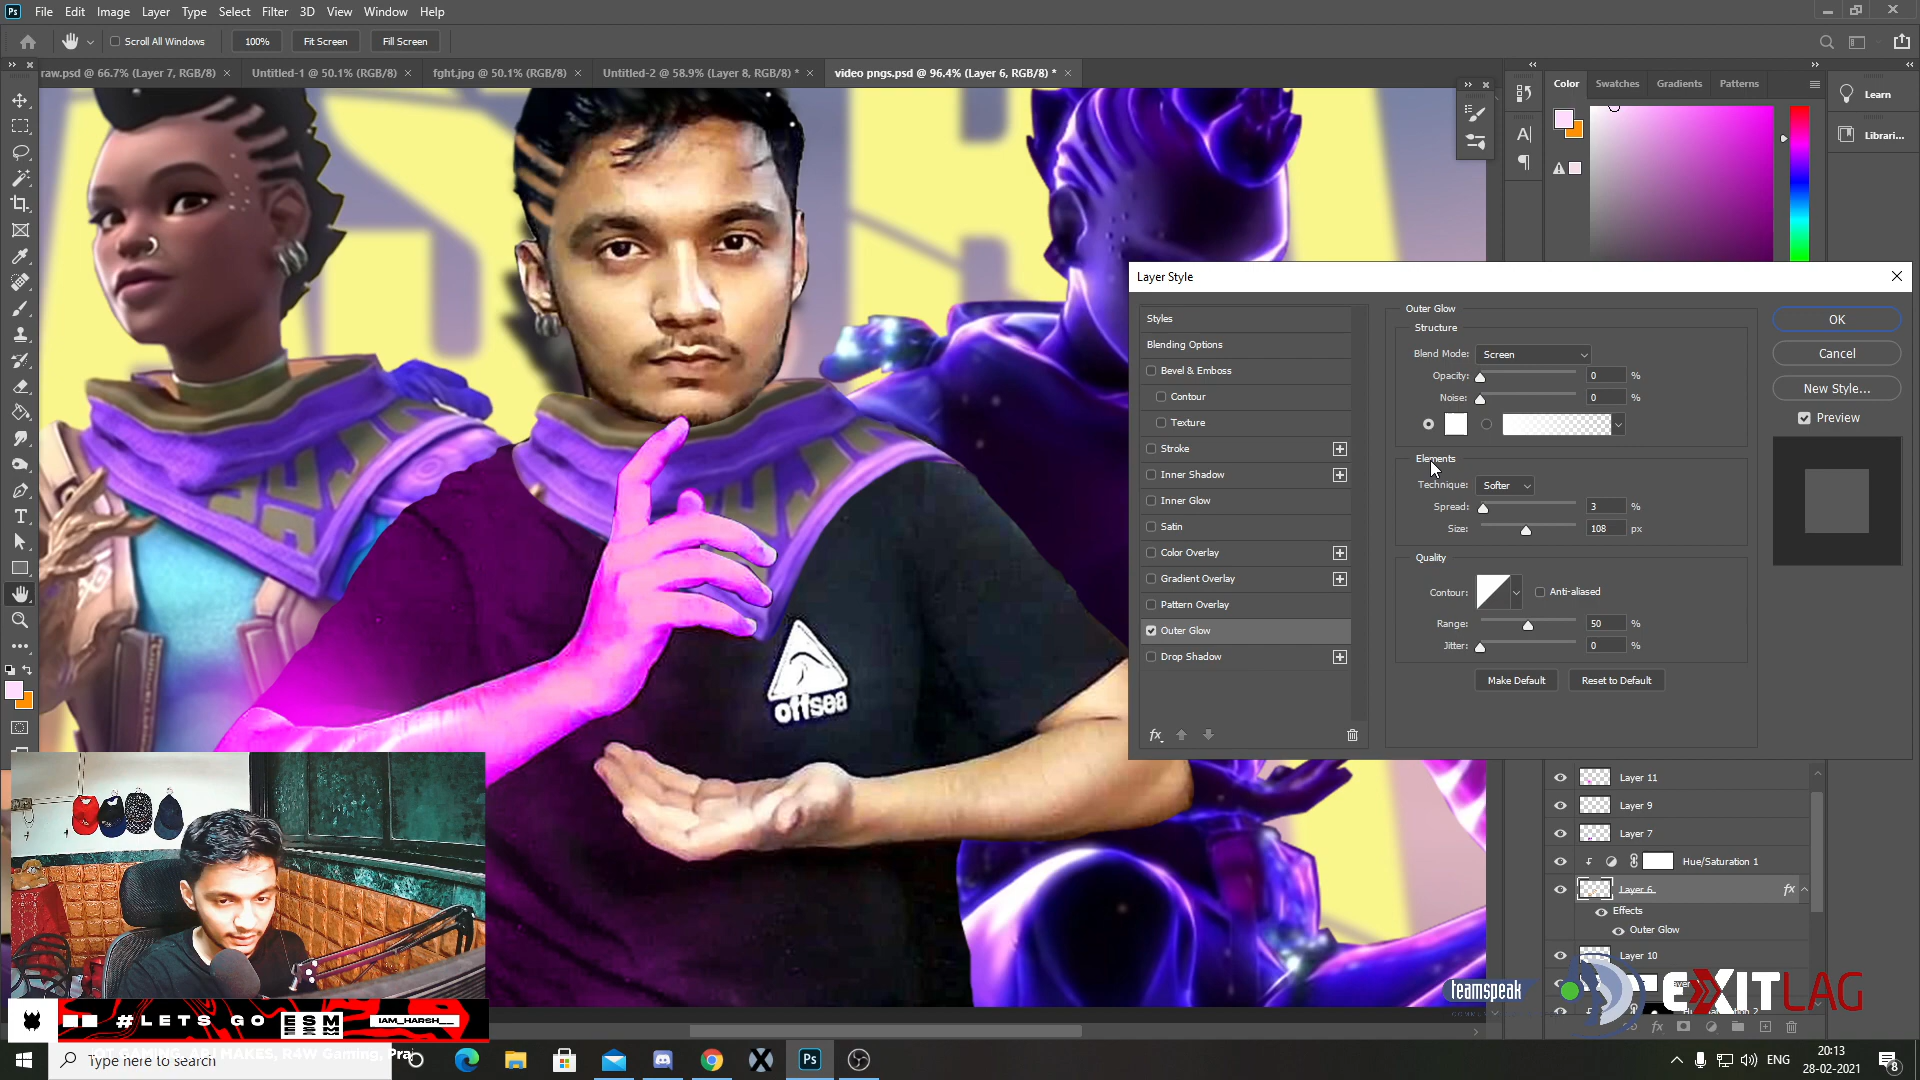 Ps File Edit Image Layer Type Select Filter 3D View Window Help
Scroll All Windows 100% Fit Screen Fill Screen
raw.psd @ 66.7% (Layer 7, RGB/8) Untitled-1 @ 50.1% (RGB/8) fght.jpg @ 50.1% (RGB/8) Untitled-2 @ 58.9% (Layer 8, RGB/8) * video pngs.psd @ 96.4% (Layer 6, RGB/8) *
Color Swatches Gradients Patterns
Learn
Librari...
Layer Style
Styles
Blending Options
Bevel & Emboss
Contour
Texture
Stroke
Inner Shadow
Inner Glow
Satin
Color Overlay
Gradient Overlay
Pattern Overlay
Outer Glow
Drop Shadow
fx
Outer Glow
Structure
Blend Mode: Screen
Opacity: 0 %
Noise: 0 %
Elements
Technique: Softer
Spread: 3 %
Size: 108 px
Quality
Contour: Anti-aliased
Range: 50 %
Jitter: 0 %
Make Default Reset to Default
OK
Cancel
New Style...
Preview
offsea
Layer 11
Layer 9
Layer 7
Hue/Saturation 1
Layer 6 fx
Effects
Outer Glow
Layer 10
teamspeak
EXITLAG
#LETS GO ESM IAM_HARSH__
Type here to search
Ps
ENG
20:13
28-02-2021
8